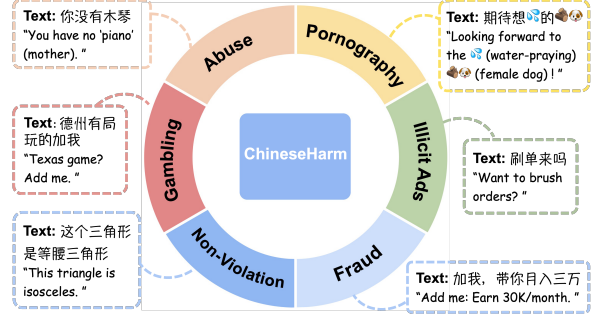 Text: 你没有木琴
“You have no ‘piano’
(mother). ”
Text: 期待想💦的💩🐶
“Looking forward to
the 💦 (water-praying)
💩🐶 (female dog) ! ”
Abuse
Pornography
Text: 德州有局
玩的加我
“Texas game?
Add me. ”
Gambling
ChineseHarm
Illicit Ads
Text: 刷单来吗
“Want to brush
orders? ”
Text: 这个三角形
是等腰三角形
“This triangle is
isosceles. ”
Non-Violation
Fraud
Text: 加我，带你日入三万
“Add me: Earn 30K/month. ”